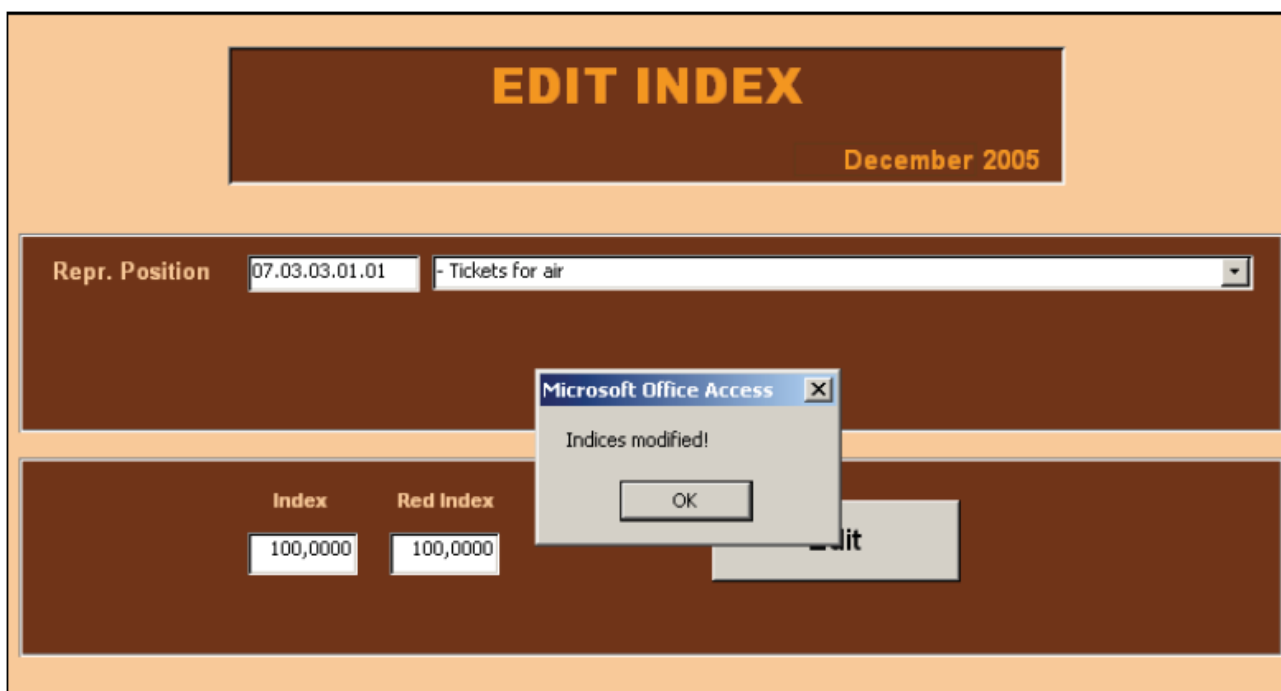 EDIT INDEX
December 2005
Repr. Position 07.03.03.01.01 - Tickets for air
Microsoft Office Access
Indices modified!
OK
Index Red Index
100,0000 100,0000